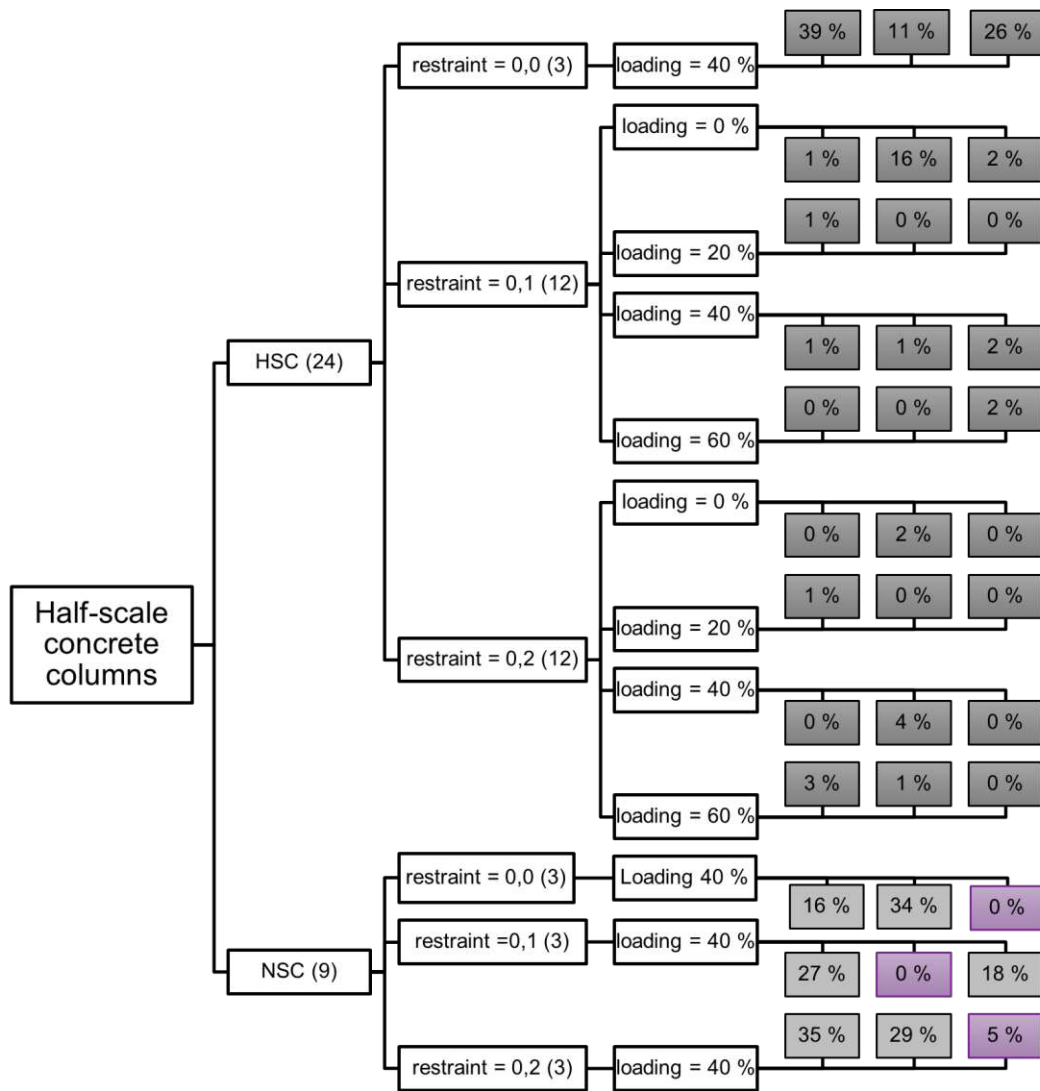 39 % 11 % 26 %
restraint = 0,0 (3) loading = 40 %
loading = 0 %
1 % 16 % 2 %
1 % 0 % 0 %
loading = 20 %
restraint = 0,1 (12)
loading = 40 %
1 % 1 % 2 %
HSC (24)
0 % 0 % 2 %
loading = 60 %
loading = 0 %
0 % 2 % 0 %
1 % 0 % 0 %
Half-scale
concrete
columns
loading = 20 %
restraint = 0,2 (12)
loading = 40 %
0 % 4 % 0 %
3 % 1 % 0 %
loading = 60 %
restraint = 0,0 (3) Loading 40 %
16 % 34 % 0 %
restraint =0,1 (3) loading = 40 %
NSC (9)
27 % 0 % 18 %
35 % 29 % 5 %
restraint = 0,2 (3) loading = 40 %